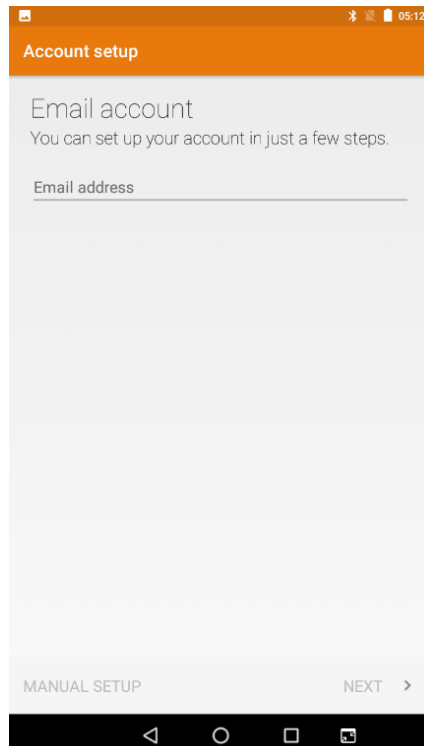 05:12
Account setup
Email account
You can set up your account in just a few steps.
Email address
MANUAL SETUP
NEXT